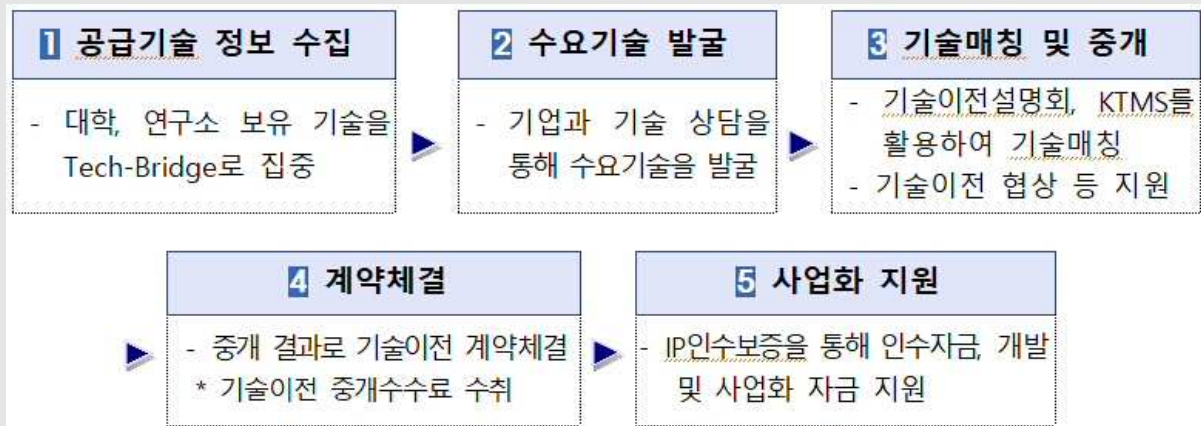 1 공급기술 정보 수집
- 대학, 연구소 보유 기술을
Tech-Bridge로 집중
2 수요기술 발굴
- 기업과 기술 상담을
통해 수요기술을 발굴
3 기술매칭 및 중개
- 기술이전설명회, KTMS를
활용하여 기술매칭
- 기술이전 협상 등 지원
4 계약체결
- 중개 결과로 기술이전 계약체결
* 기술이전 중개수수료 수취
5 사업화 지원
- IP인수보증을 통해 인수자금, 개발
및 사업화 자금 지원